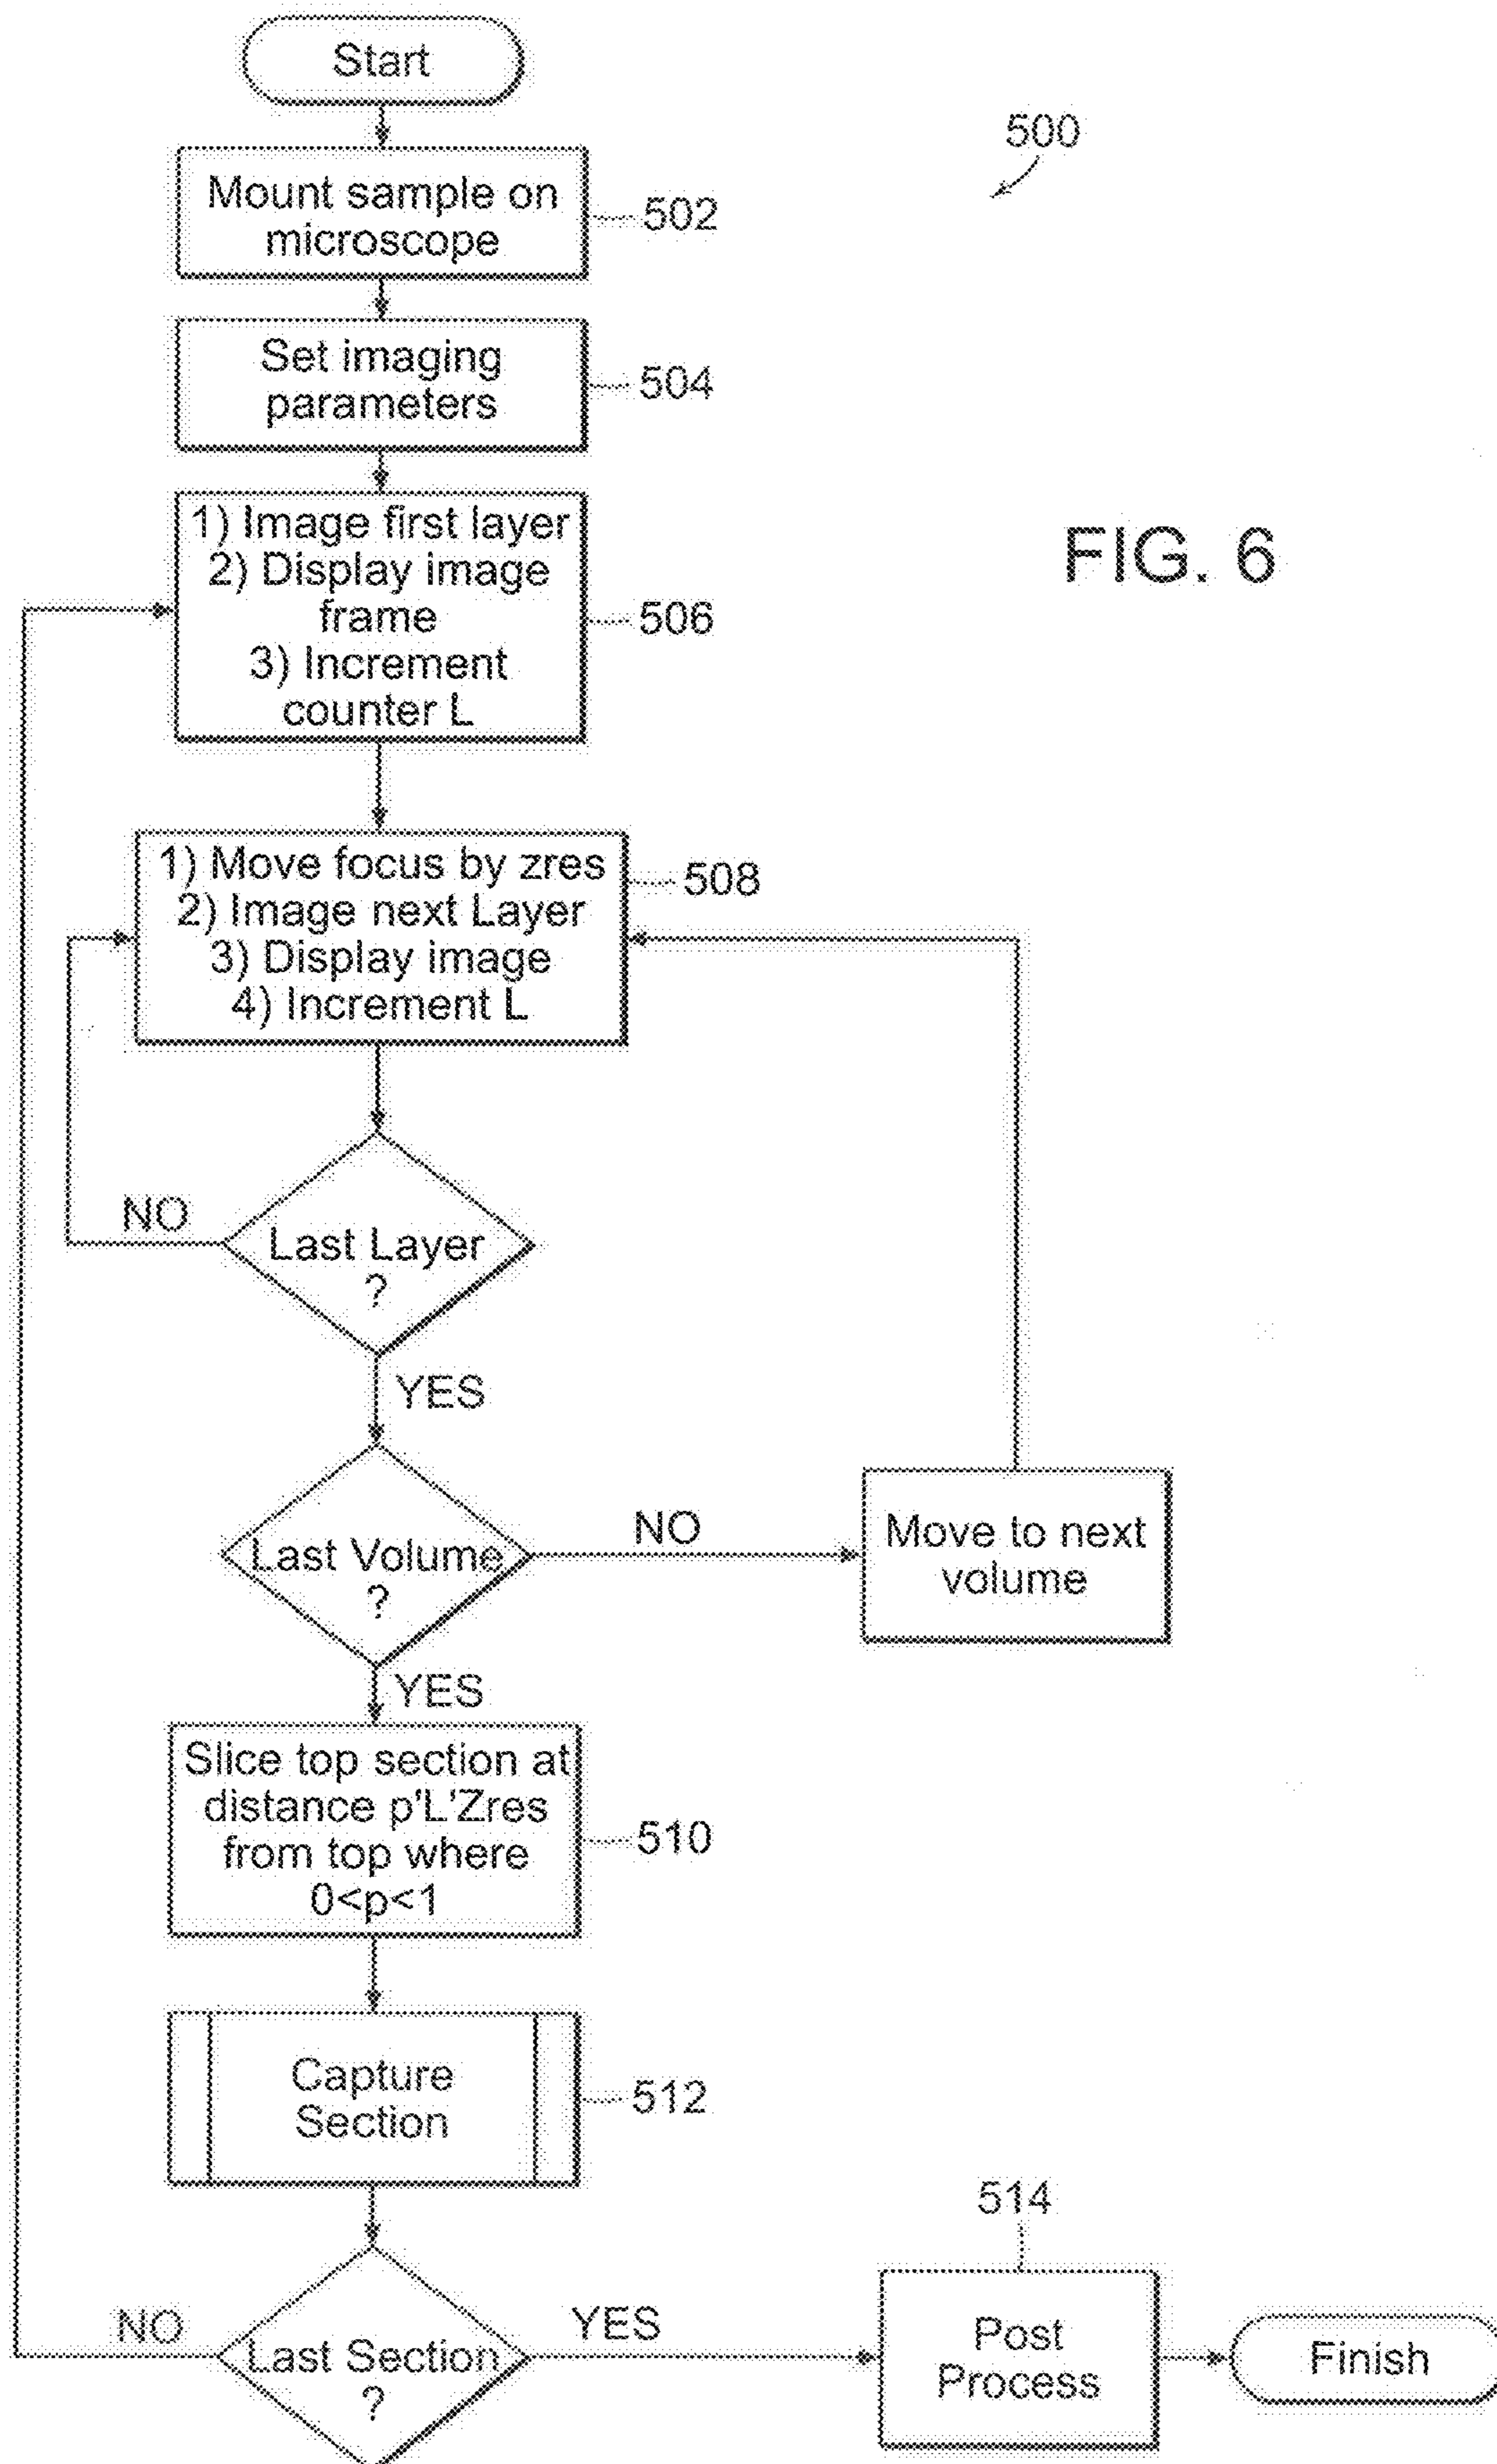 Start
500
Mount sample on
microscope
502
Set imaging
parameters
504
FIG. 6
1) Image first layer
2) Display image
frame
3) Increment
counter L
506
1) Move focus by zres
2) Image next Layer
3) Display image
4) Increment L
508
NO
Last Layer
?
YES
Last Volume
?
NO
Move to next
volume
YES
Slice top section at
distance p'L'Zres
from top where
0<p<1
510
Capture
Section
512
NO
Last Section
?
YES
514
Post
Process
Finish